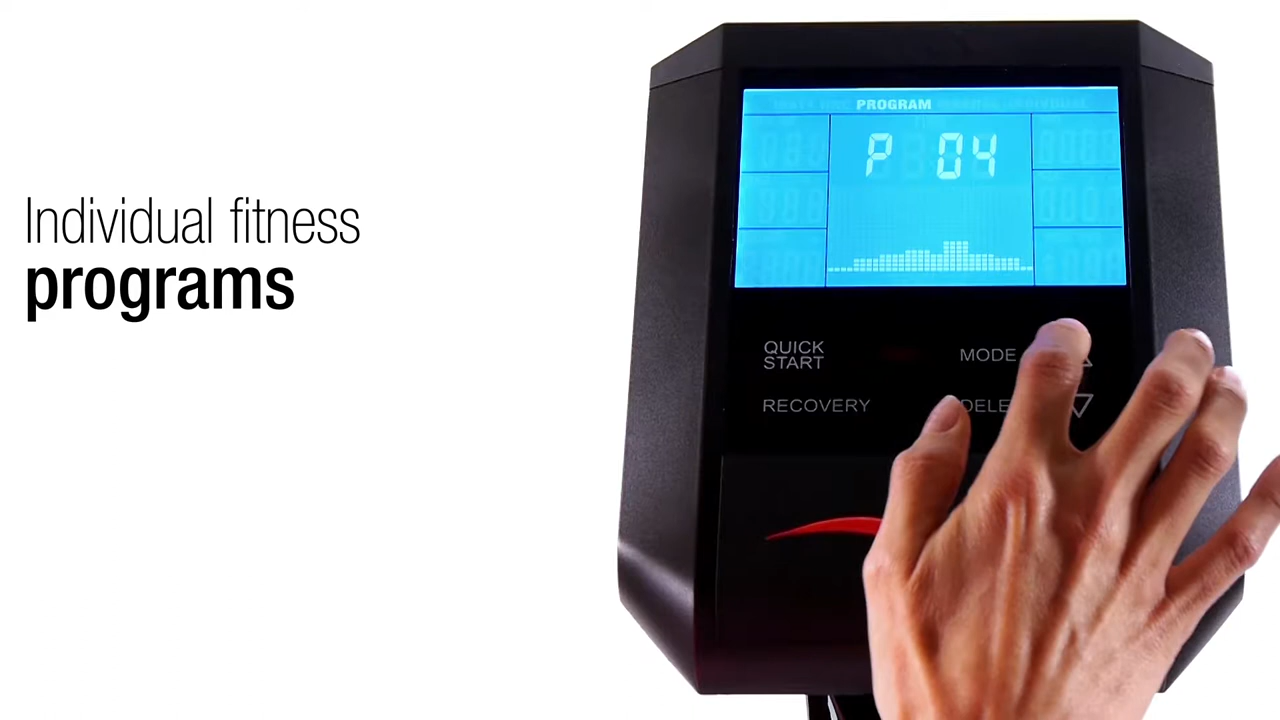 Individual fitness
programs
PROGRAM
P 04
QUICK
START
MODE
RECOVERY